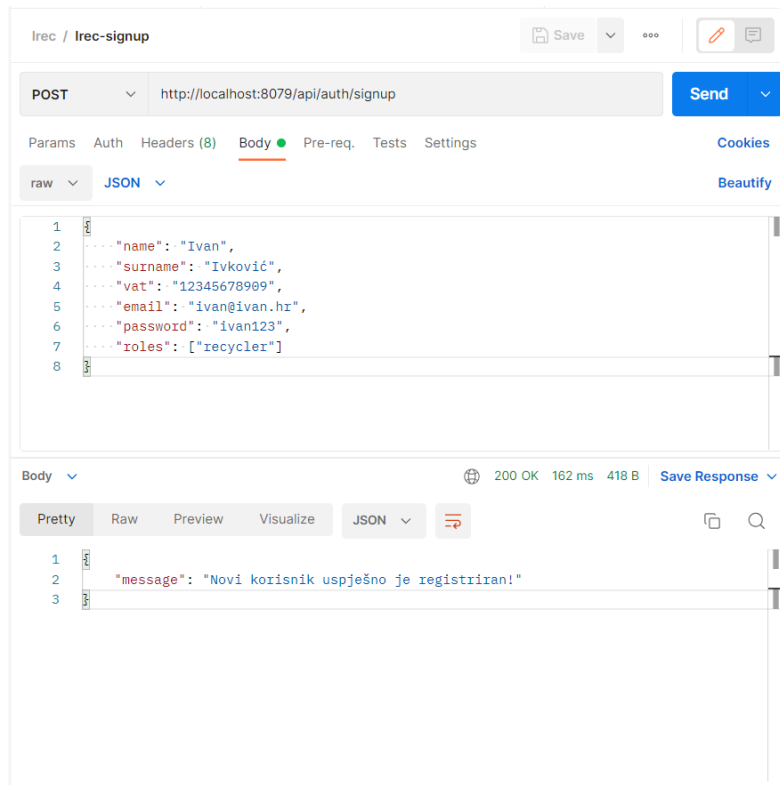 Irec / Irec-signup
Save
POST http://localhost:8079/api/auth/signup Send
Params Auth Headers (8) Body Pre-req. Tests Settings Cookies
raw JSON Beautify
1 {
2 "name": "Ivan",
3 "surname": "Ivković",
4 "vat": "12345678909",
5 "email": "ivan@ivan.hr",
6 "password": "ivan123",
7 "roles": ["recycler"]
8 }
Body 200 OK 162 ms 418 B Save Response
Pretty Raw Preview Visualize JSON
1 {
2 "message": "Novi korisnik uspješno je registriran!"
3 }